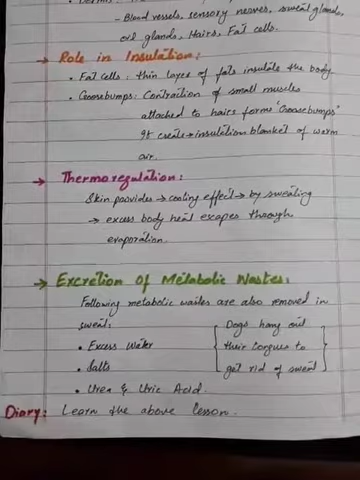 - Blood vessels, sensory nerves, sweat glands,
oil glands, Hairs, Fat cells.
→ Role in Insulation:
• Fat cells: thin layer of fats insulate the body
• Goosebumps: Contraction of small muscles
attached to hairs forms "Goosebumps"
It creats → insulation blanket of warm
air.
→ Thermoregulation:
Skin provides → cooling effect → by sweating
→ excess body heat escapes through
evaporation.
→ Excretion of Metabolic Wastes:
Following metabolic wastes are also removed in
sweat:
• Excess Water
• Salts
• Urea & Uric Acid.
[Dogs hang out
their tongues to
get rid of sweat]
Diary: Learn the above lesson.